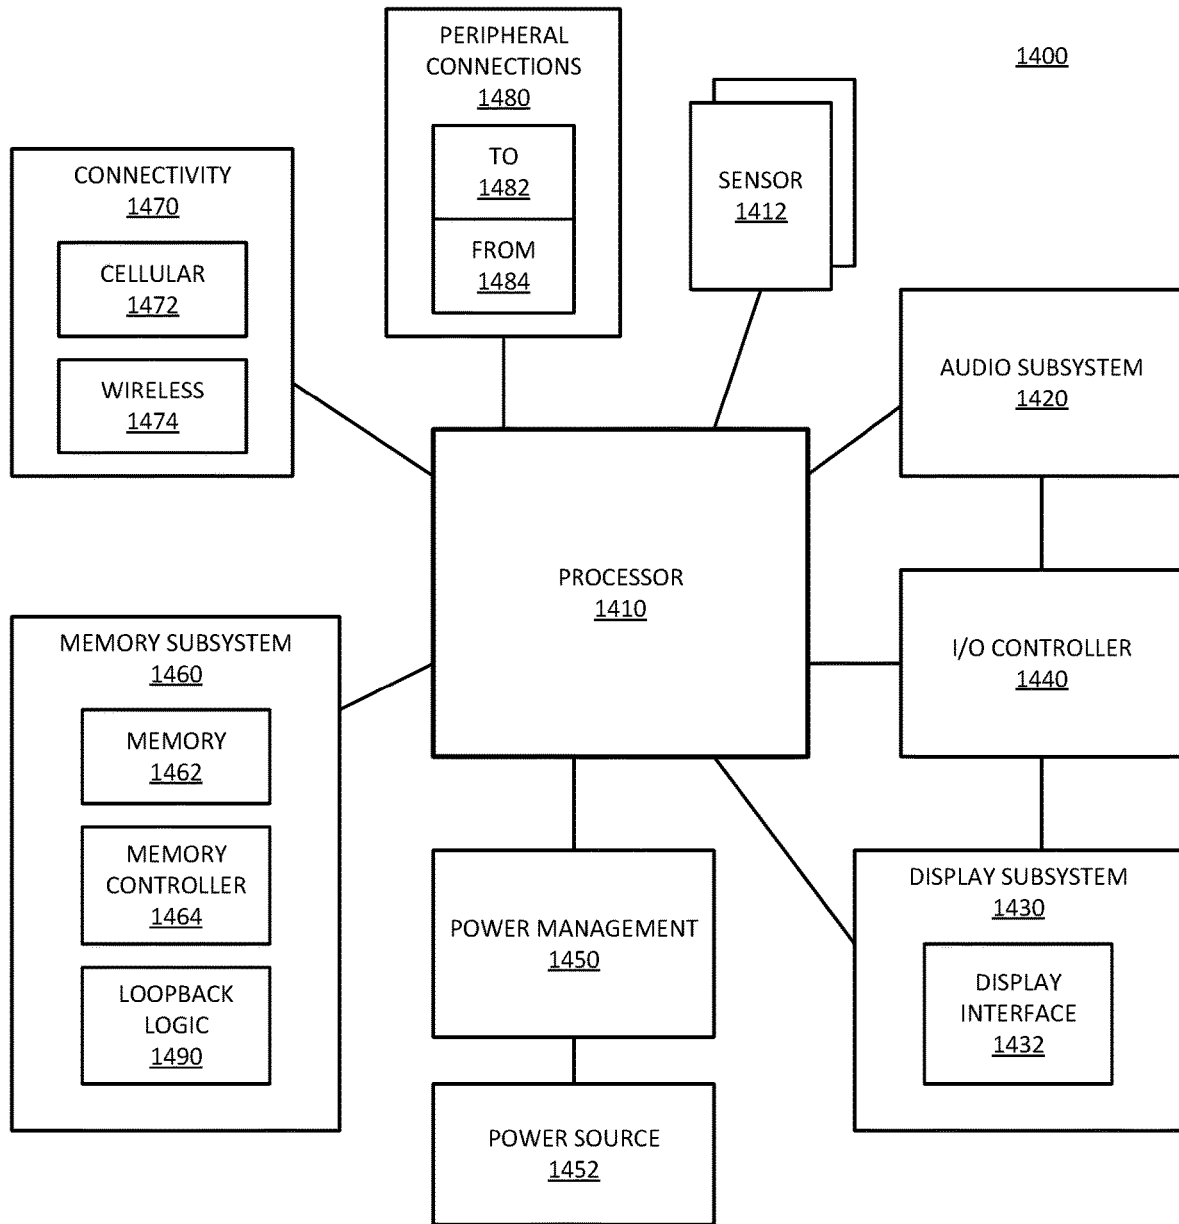 PERIPHERAL
CONNECTIONS
1480
TO
1482
FROM
1484
1400
SENSOR
1412
CONNECTIVITY
1470
CELLULAR
1472
WIRELESS
1474
AUDIO SUBSYSTEM
1420
PROCESSOR
1410
I/O CONTROLLER
1440
MEMORY SUBSYSTEM
1460
MEMORY
1462
MEMORY
CONTROLLER
1464
LOOPBACK
LOGIC
1490
POWER MANAGEMENT
1450
POWER SOURCE
1452
DISPLAY SUBSYSTEM
1430
DISPLAY
INTERFACE
1432